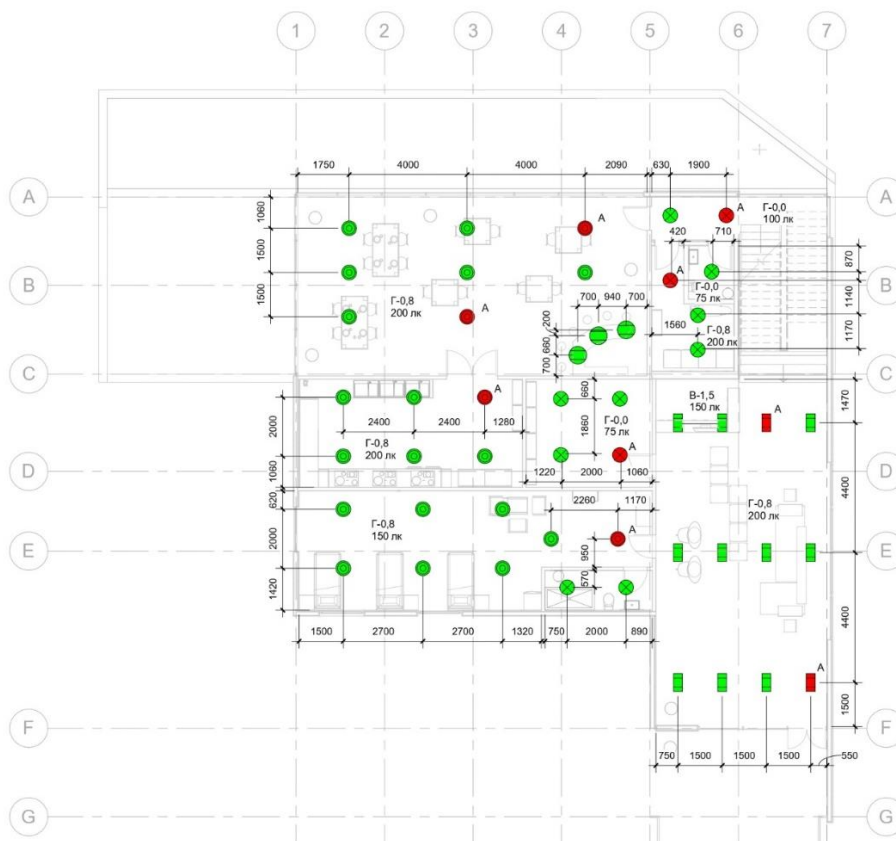 1 2 3 4 5 6 7
1750 4000 4000 2090 630 1900
A A
А Г-0,0
100 лк
1060
А
420 710
1500
870
B B
А
Г-0,0
75 лк
1140
1500
Г-0,8
200 лк
700 940 700
А
200
1560
Г-0,8
200 лк
1170
660
700
C C
А
660
В-1,5
150 лк
А
1470
2000
2400 2400 1280
Г-0,0
75 лк
1860
Г-0,8
200 лк
А
1060
1220 2000 1060
D D
4400
620
2260 1170
Г-0,8
200 лк
Г-0,8
150 лк
А
2000
950
E E
570
1420
4400
1500 2700 2700 1320 750 2000 890
А
1500
F F
750 1500 1500 1500 550
G G